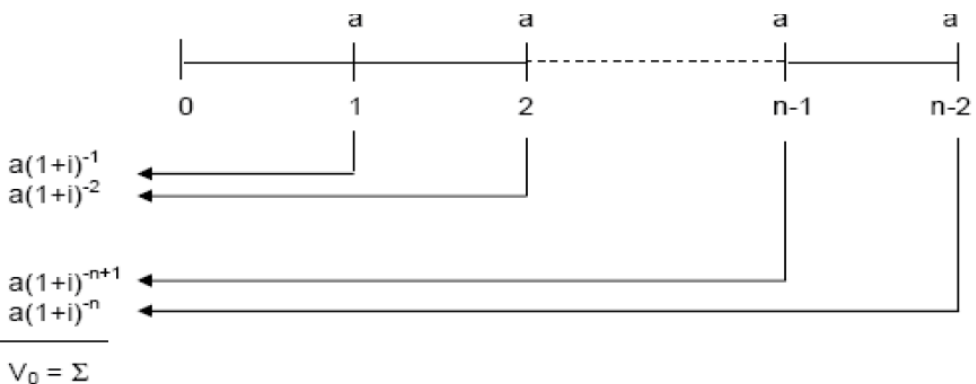 a a a a
0 1 2 n-1 n-2
a(1+i)⁻¹
a(1+i)⁻²
a(1+i)⁻ⁿ⁺¹
a(1+i)⁻ⁿ
V₀ = Σ